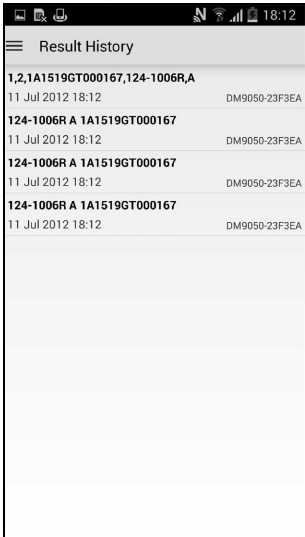 18:12
Result History
1,2,1A1519GT000167,124-1006R,A
11 Jul 2012 18:12 DM9050-23F3EA
124-1006R A 1A1519GT000167
11 Jul 2012 18:12 DM9050-23F3EA
124-1006R A 1A1519GT000167
11 Jul 2012 18:12 DM9050-23F3EA
124-1006R A 1A1519GT000167
11 Jul 2012 18:12 DM9050-23F3EA